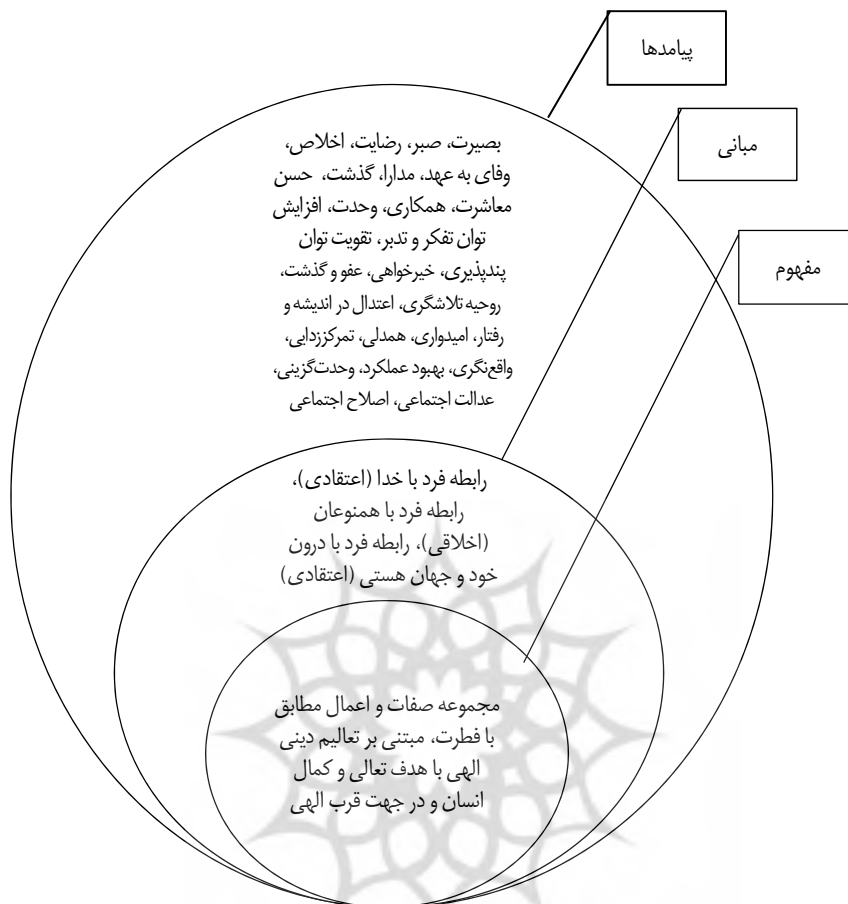 پیامدها
مبانی
مفهوم
بصیرت، صبر، رضایت، اخلاص،
وفای به عهد، مدارا، گذشت، حسن
معاشرت، همکاری، وحدت، افزایش
توان تفکر و تدبر، تقویت توان
پندپذیری، خیرخواهی، عفو و گذشت،
روحیه تلاشگری، اعتدال در اندیشه و
رفتار، امیدواری، همدلی، تمرکززدایی،
واقع‌نگری، بهبود عملکرد، وحدت‌گزینی،
عدالت اجتماعی، اصلاح اجتماعی
رابطه فرد با خدا (اعتقادی)،
رابطه فرد با همنوعان
(اخلاقی)، رابطه فرد با درون
خود و جهان هستی (اعتقادی)
مجموعه صفات و اعمال مطابق
با فطرت، مبتنی بر تعالیم دینی
الهی با هدف تعالی و کمال
انسان و در جهت قرب الهی